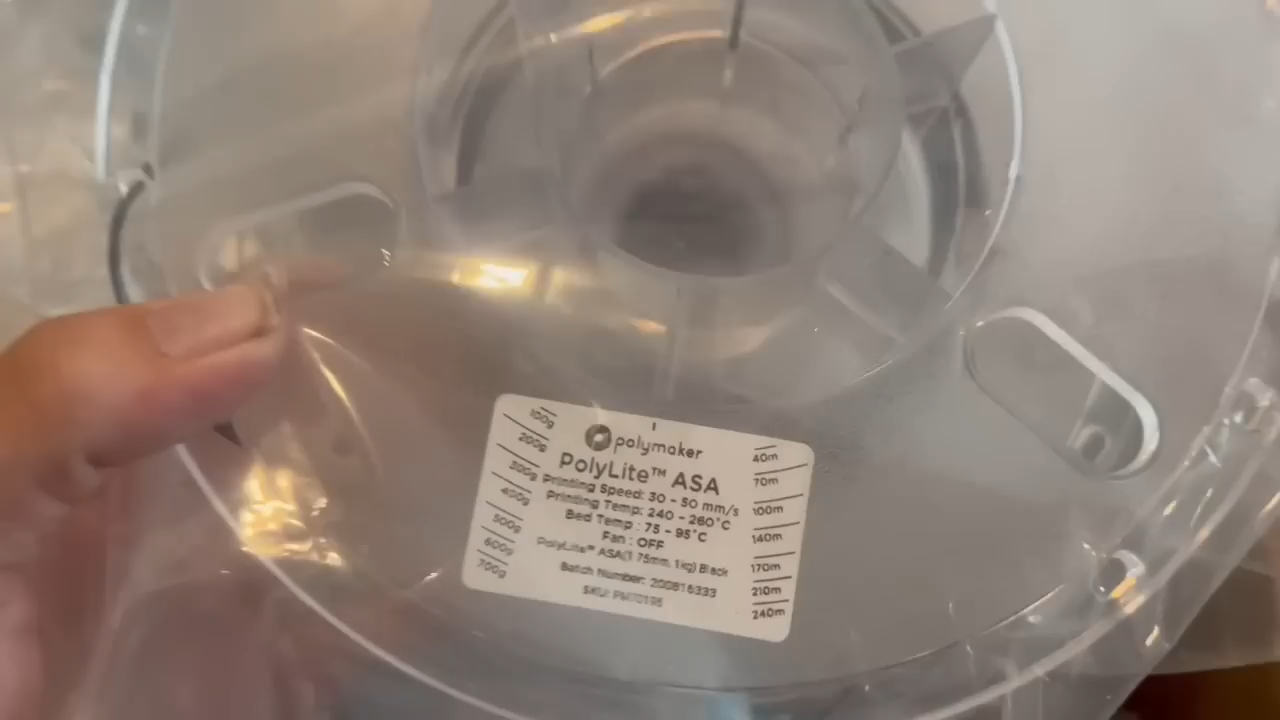 polymaker
PolyLite™ ASA
Printing Speed: 30 - 50 mm/s
Printing Temp: 240 - 260°C
Bed Temp : 75 - 95°C
Fan : OFF
PolyLite™ ASA(1.75mm, 1kg) Black
Batch Number: 200816333
SKU:
100g
200g
300g
400g
500g
600g
700g
40m
70m
100m
140m
170m
210m
240m